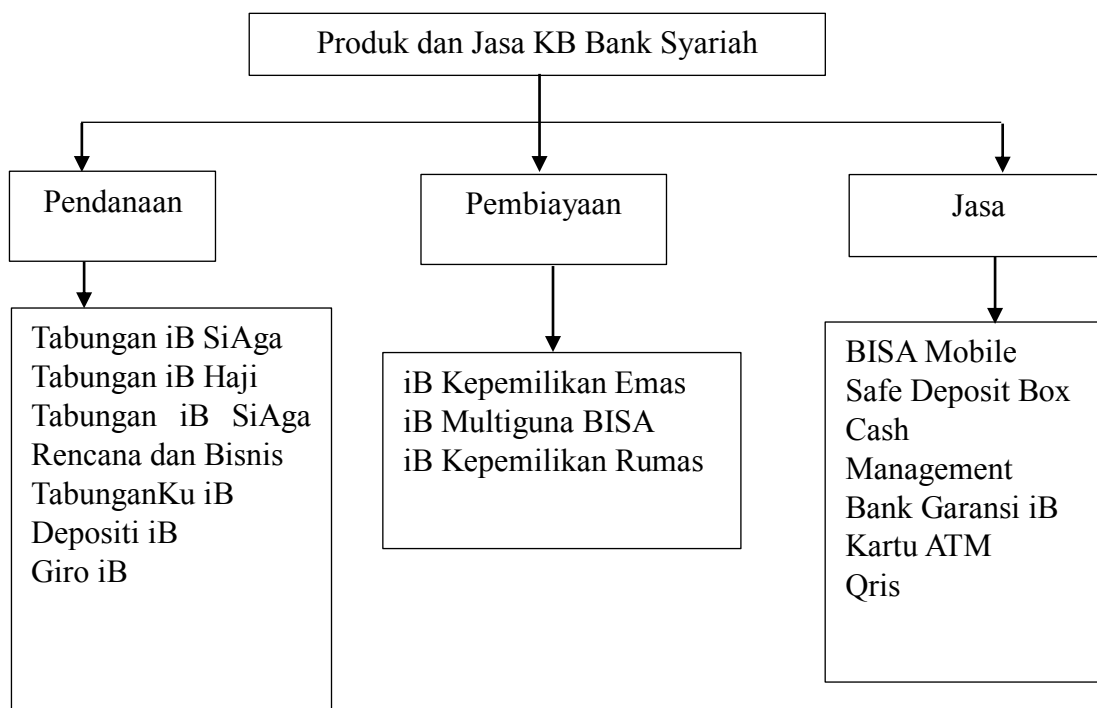 Produk dan Jasa KB Bank Syariah
Pendanaan
Pembiayaan
Jasa
Tabungan iB SiAga
Tabungan iB Haji
Tabungan iB SiAga
Rencana dan Bisnis
TabunganKu iB
Depositi iB
Giro iB
iB Kepemilikan Emas
iB Multiguna BISA
iB Kepemilikan Rumas
BISA Mobile
Safe Deposit Box
Cash
Management
Bank Garansi iB
Kartu ATM
Qris